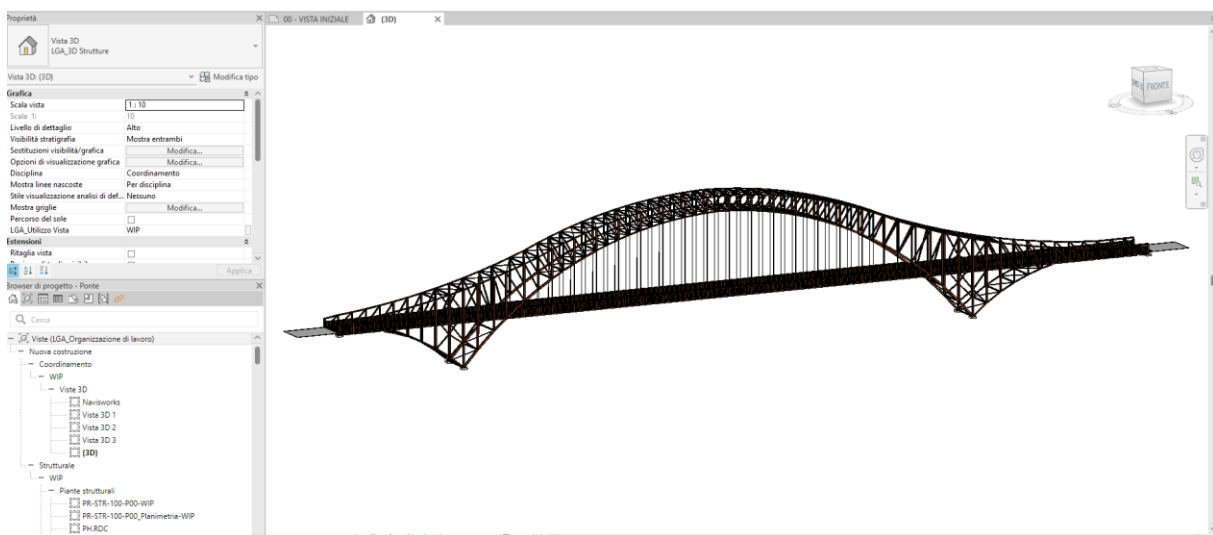 Proprietà
Vista 3D
LGA_3D Strutture
Vista 3D: {3D}
Modifica tipo
Grafica
Scala vista 1 : 10
Scala 1: 10
Livello di dettaglio Alto
Visibilità stratigrafia Mostra entrambi
Sostituzioni visibilità/grafica Modifica...
Opzioni di visualizzazione grafica Modifica...
Disciplina Coordinamento
Mostra linee nascoste Per disciplina
Stile visualizzazione analisi di def... Nessuno
Mostra griglie Modifica...
Percorso del sole
LGA_Utilizzo Vista WIP
Estensioni
Ritaglia vista
Applica
Browser di progetto - Ponte
Cerca
Viste (LGA_Organizzazione di lavoro)
Nuova costruzione
Coordinamento
WIP
Viste 3D
Navisworks
Vista 3D 1
Vista 3D 2
Vista 3D 3
{3D}
Strutturale
WIP
Piante strutturali
PR-STR-100-P00-WIP
PR-STR-100-P00_Planimetria-WIP
PH.RDC
00 - VISTA INIZIALE
{3D}
FRONTE